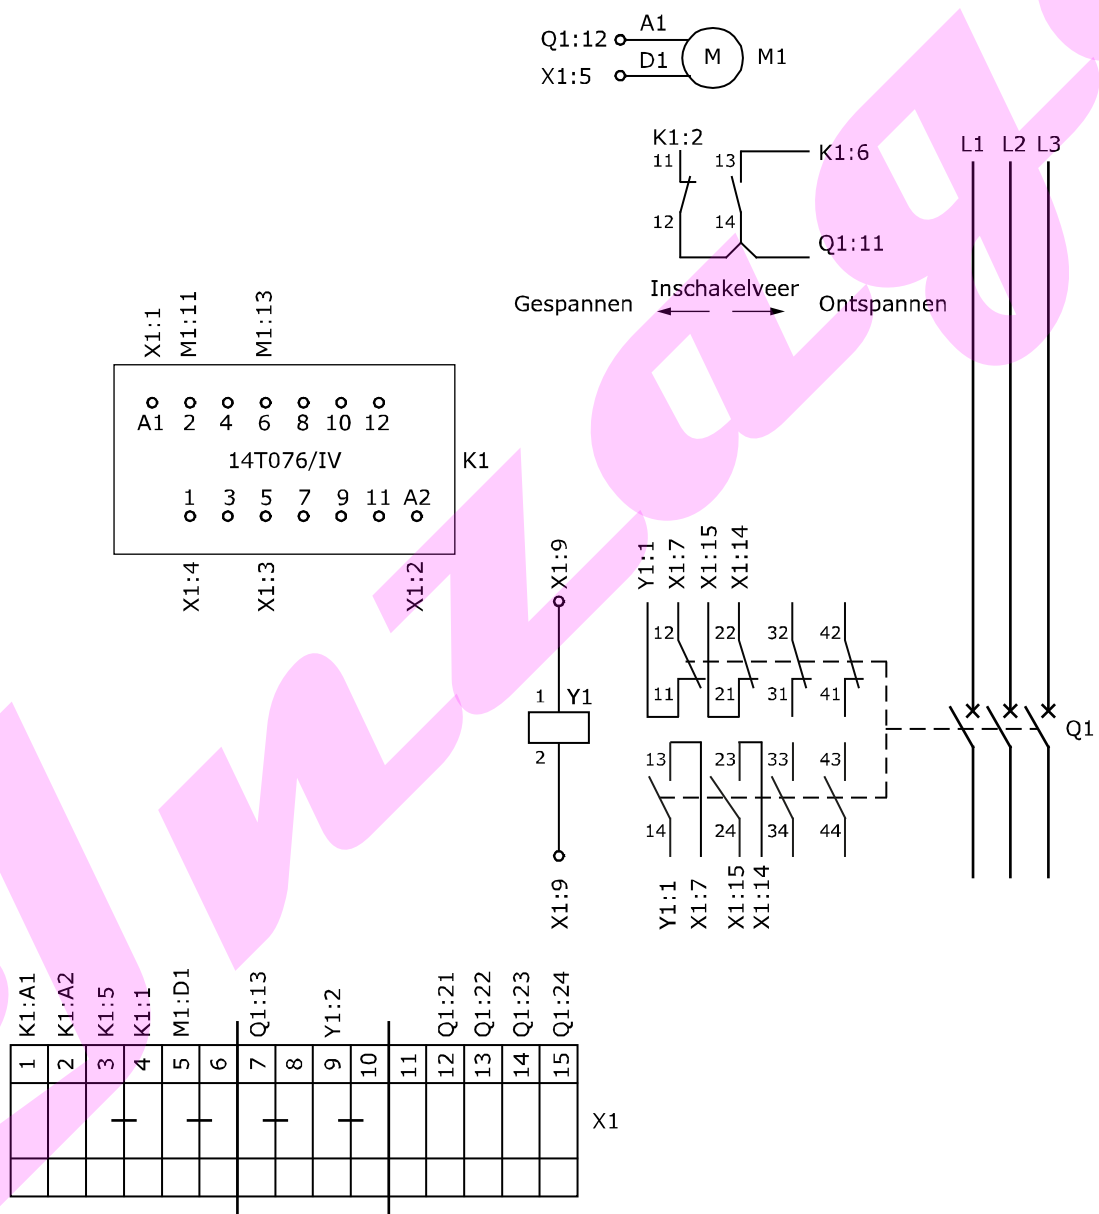 A1
Q1:12
M
M1
D1
X1:5
K1:2
11
13
K1:6
L1 L2 L3
12
14
Q1:11
Inschakelveer
Gespannen
Ontspannen
X1:1
M1:11
M1:13
A1 2 4 6 8 10 12
14T076/IV
K1
1 3 5 7 9 11 A2
X1:4
X1:3
X1:2
X1:9
Y1:1
X1:7
X1:15
X1:14
12 22 32 42
11 21 31 41
1
Y1
2
Q1
13 23 33 43
14 24 34 44
X1:9
Y1:1
X1:7
X1:15
X1:14
K1:A1
K1:A2
K1:5
K1:1
M1:D1
Q1:13
Y1:2
Q1:21
Q1:22
Q1:23
Q1:24
1 2 3 4 5 6 7 8 9 10 11 12 13 14 15
X1